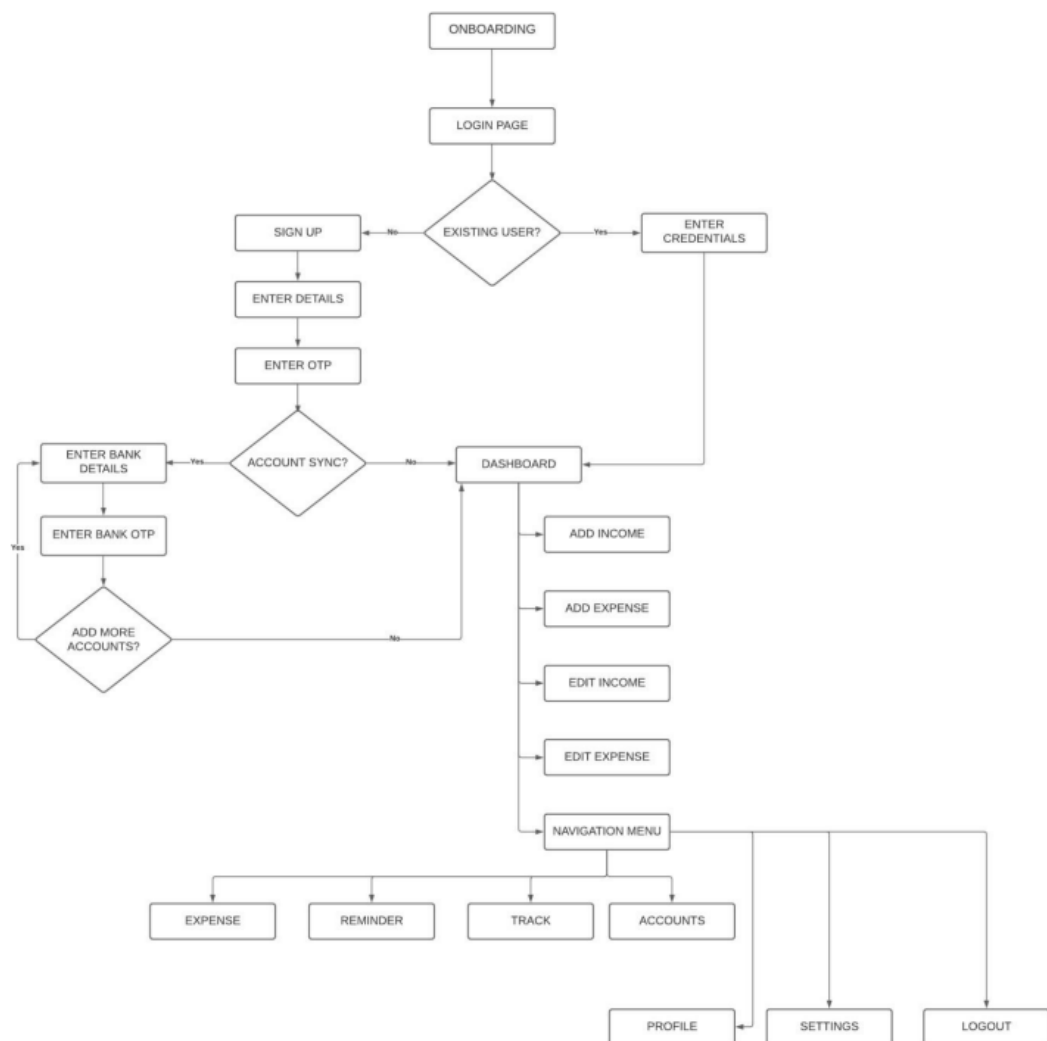 ONBOARDING
LOGIN PAGE
EXISTING USER?
No
Yes
SIGN UP
ENTER
CREDENTIALS
ENTER DETAILS
ENTER OTP
ACCOUNT SYNC?
Yes
No
ENTER BANK
DETAILS
DASHBOARD
ENTER BANK OTP
Yes
ADD MORE
ACCOUNTS?
No
ADD INCOME
ADD EXPENSE
EDIT INCOME
EDIT EXPENSE
NAVIGATION MENU
EXPENSE
REMINDER
TRACK
ACCOUNTS
PROFILE
SETTINGS
LOGOUT